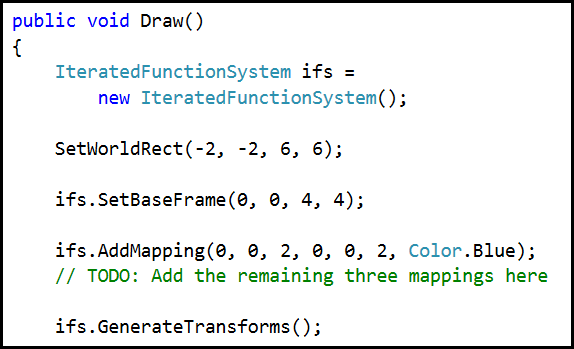 public void Draw()
{
IteratedFunctionSystem ifs =
new IteratedFunctionSystem();
SetWorldRect(-2, -2, 6, 6);
ifs.SetBaseFrame(0, 0, 4, 4);
ifs.AddMapping(0, 0, 2, 0, 0, 2, Color.Blue);
// TODO: Add the remaining three mappings here
ifs.GenerateTransforms();